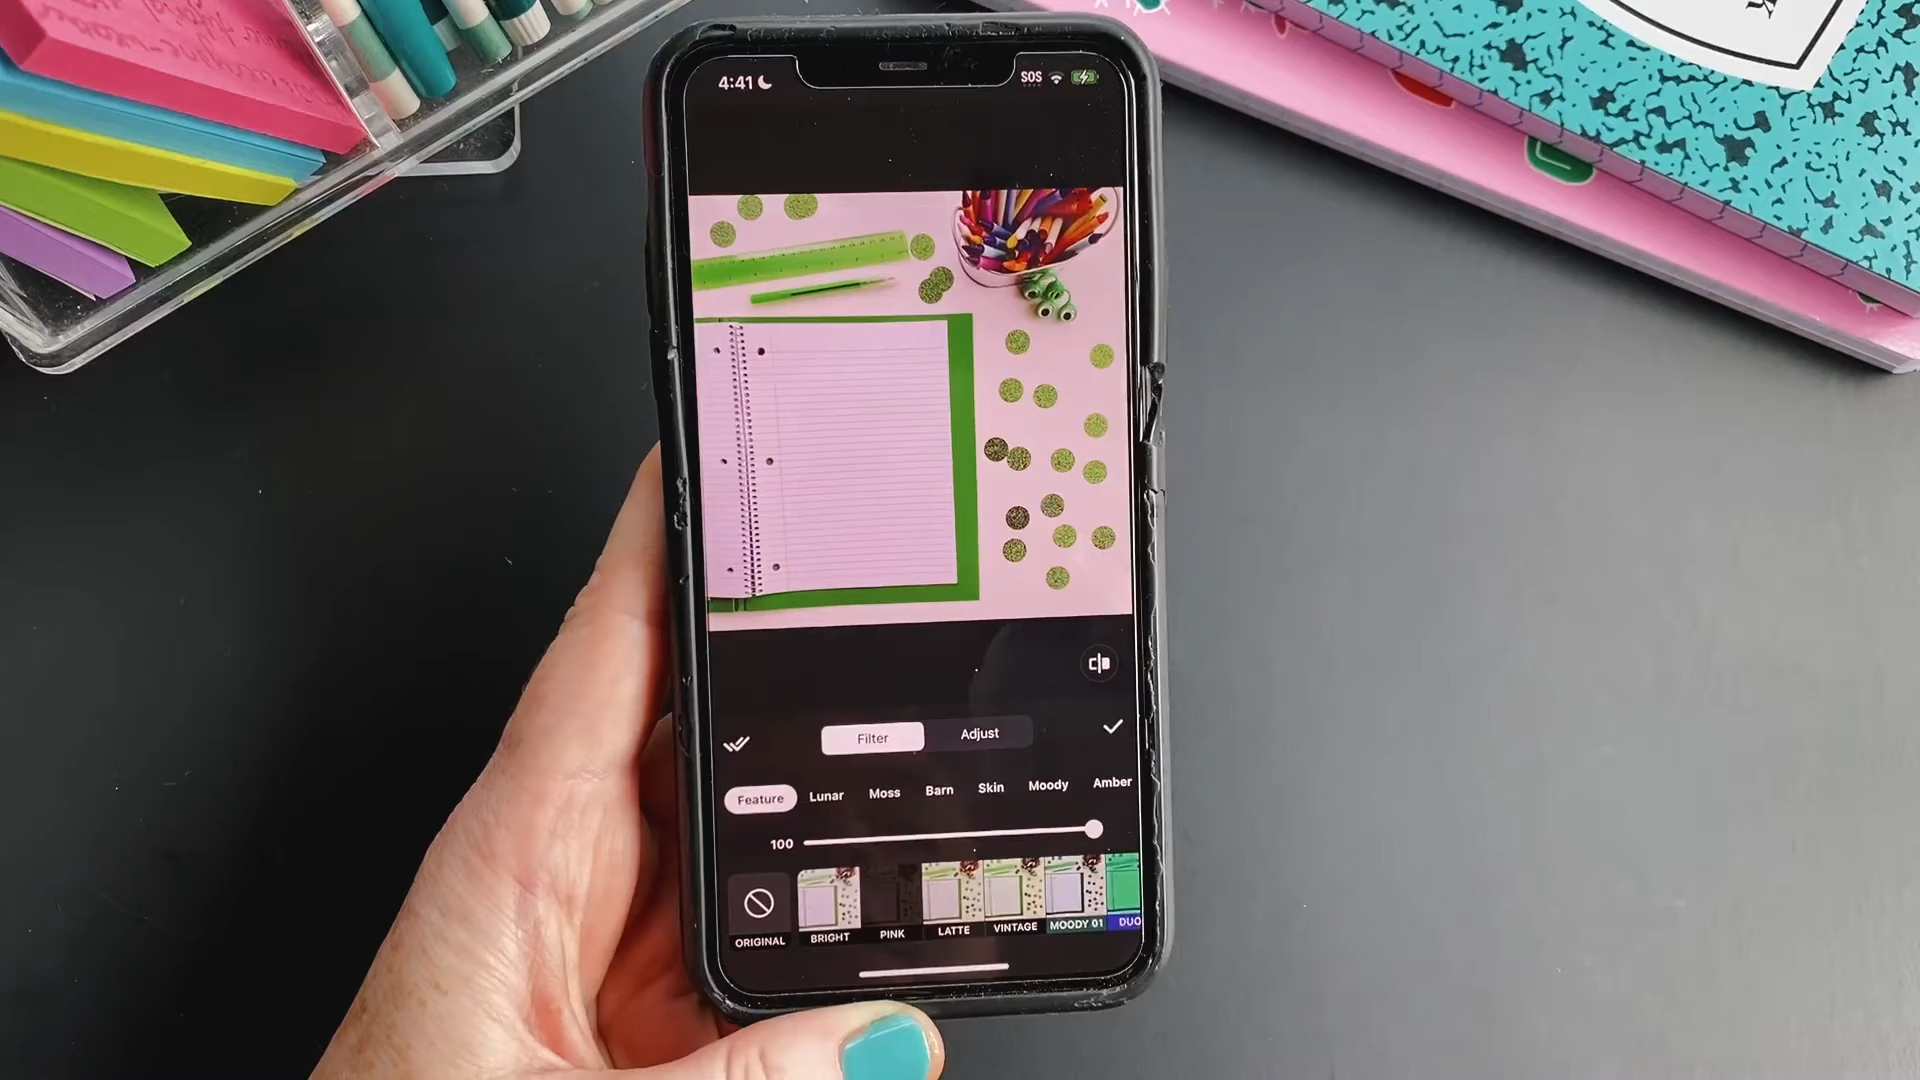 4:41
SOS
Filter
Adjust
Feature
Lunar
Moss
Barn
Skin
Moody
Amber
100
ORIGINAL
BRIGHT
PINK
LATTE
VINTAGE
MOODY 01
DUO